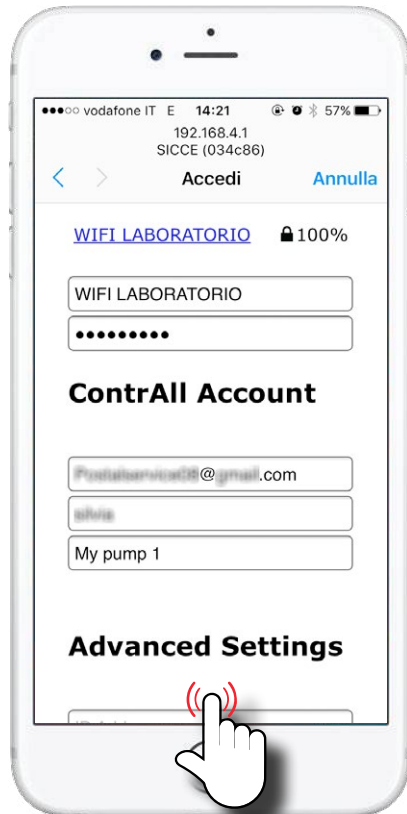 vodafone IT E 14:21 57%
192.168.4.1
SICCE (034c86)
Accedi Annulla
WIFI LABORATORIO 100%
WIFI LABORATORIO
•••••••••
ContrAll Account
@ .com
My pump 1
Advanced Settings